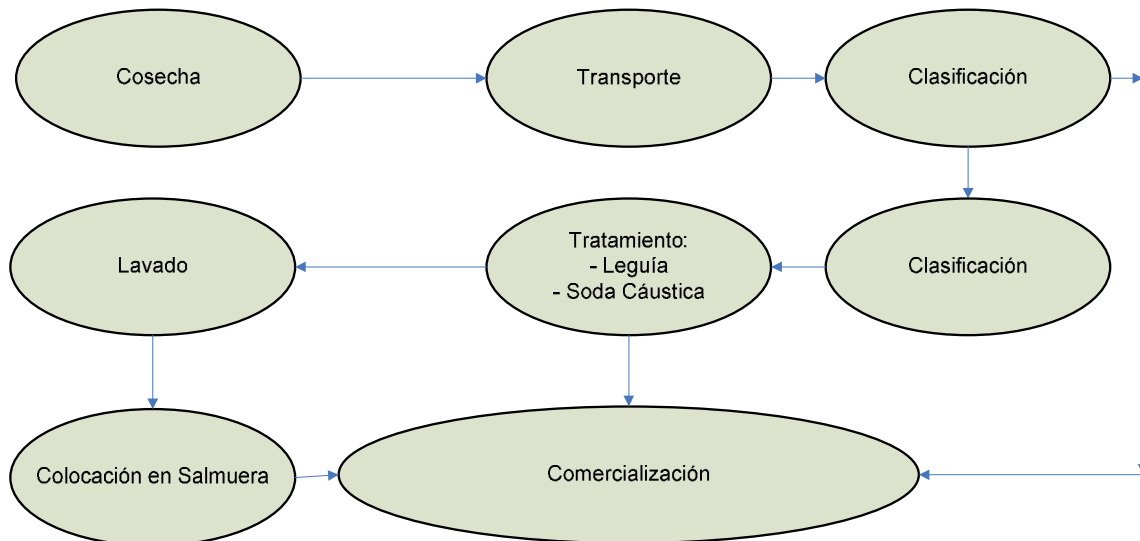 Cosecha
Transporte
Clasificación
Lavado
Tratamiento:
- Leguía
- Soda Cáustica
Clasificación
Colocación en Salmuera
Comercialización